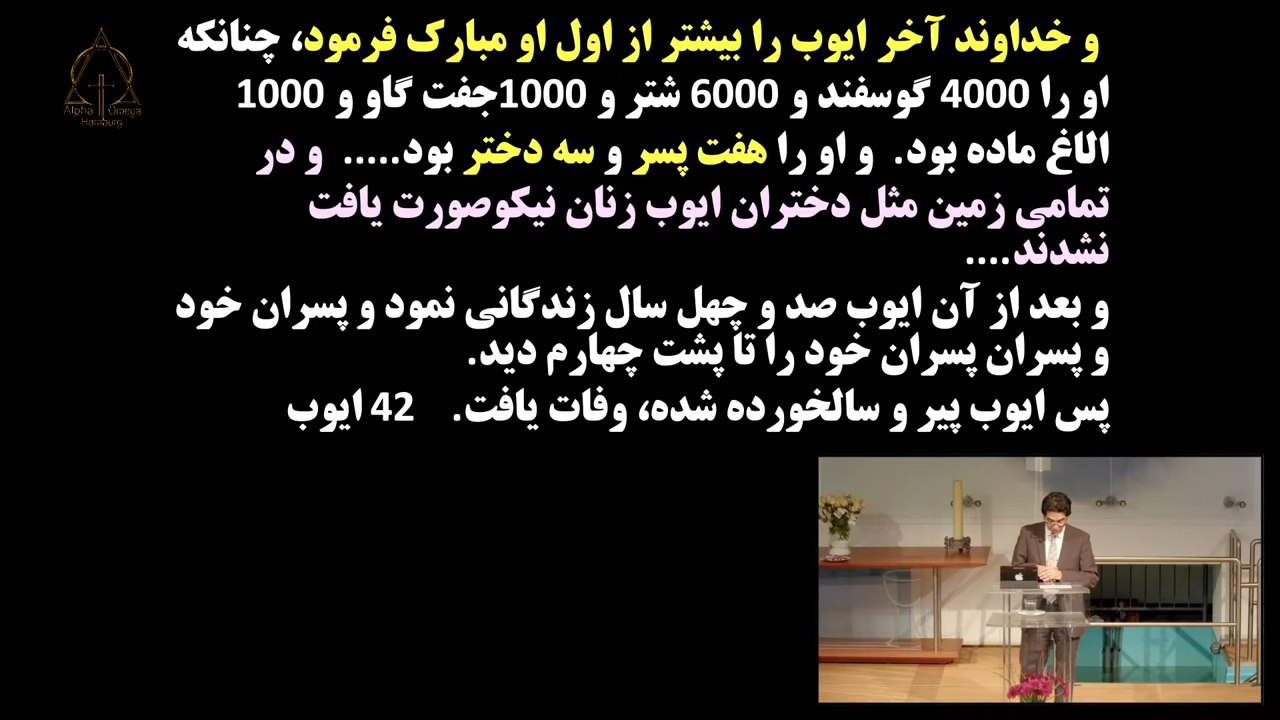 و خداوند آخر ایوب را بیشتر از اول او مبارک فرمود، چنانکه
او را 4000 گوسفند و 6000 شتر و 1000جفت گاو و 1000
الاغ ماده بود. و او را هفت پسر و سه دختر بود..... و در
تمامی زمین مثل دختران ایوب زنان نیکوصورت یافت
نشدند....
و بعد از آن ایوب صد و چهل سال زندگانی نمود و پسران خود
و پسران پسران خود را تا پشت چهارم دید.
پس ایوب پیر و سالخورده شده، وفات یافت. 42 ایوب
Alpha Omega
Hamburg